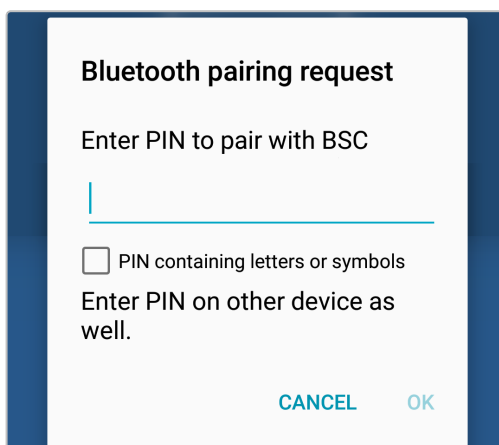 Bluetooth pairing request
Enter PIN to pair with BSC
PIN containing letters or symbols
Enter PIN on other device as
well.
CANCEL OK